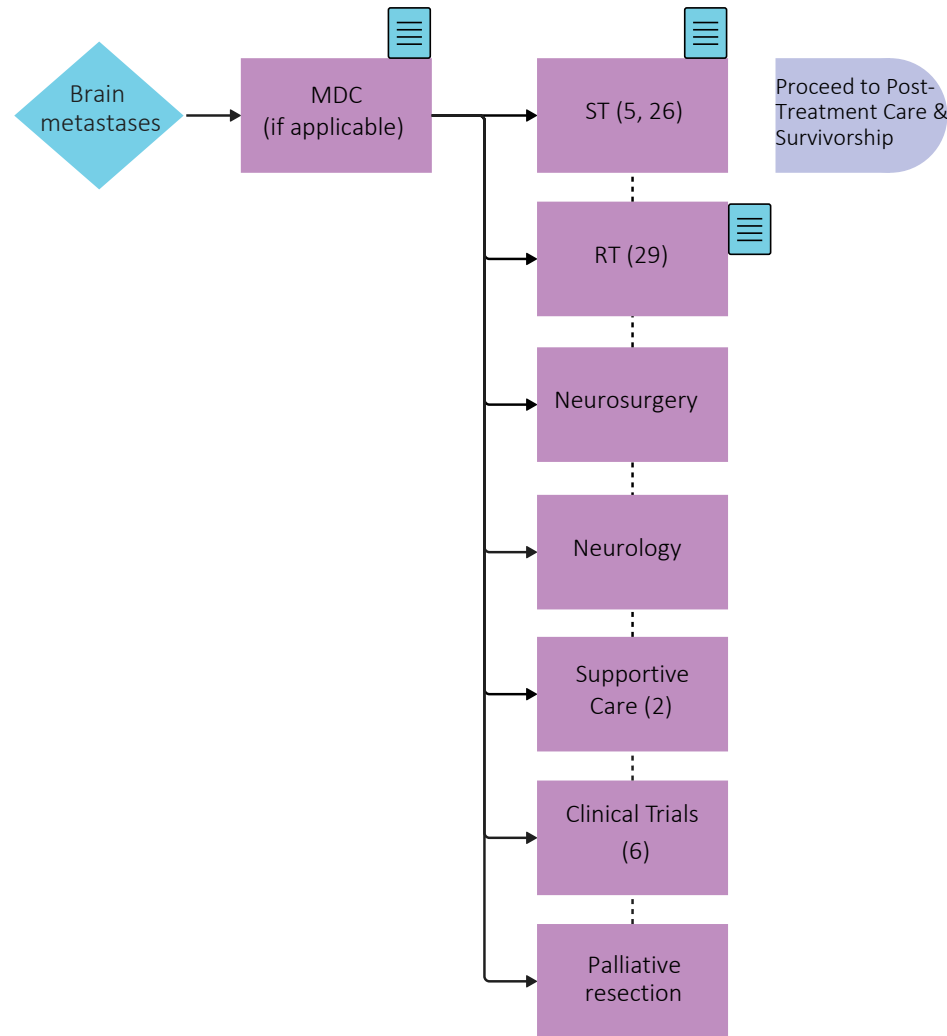 Brain
metastases
MDC
(if applicable)
ST (5, 26)
Proceed to Post-
Treatment Care &
Survivorship
RT (29)
Neurosurgery
Neurology
Supportive
Care (2)
Clinical Trials
(6)
Palliative
resection